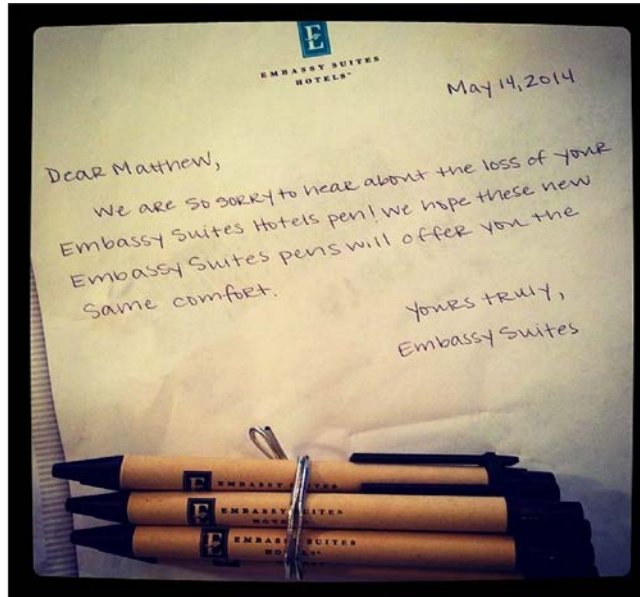 E
EMBASSY SUITES
HOTELS
May 14, 2014
Dear Matthew,
We are so sorry to hear about the loss of your
Embassy Suites Hotels pen! We hope these new
Embassy Suites pens will offer you the
same comfort.
Yours truly,
Embassy Suites
E EMBASSY SUITES
E EMBASSY SUITES
HOTELS
E EMBASSY SUITES
HOTELS